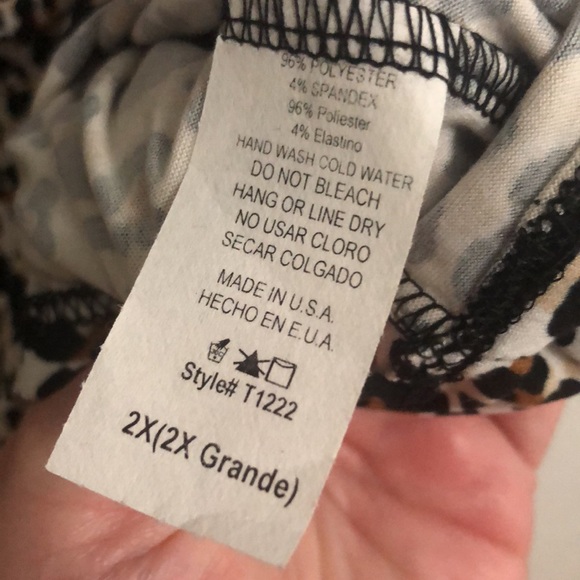 96% POLYESTER
4% SPANDEX
96% Poliester
4% Elastino
HAND WASH COLD WATER
DO NOT BLEACH
HANG OR LINE DRY
NO USAR CLORO
SECAR COLGADO
MADE IN U.S.A.
HECHO EN E.U.A.
Style# T1222
2X(2X Grande)